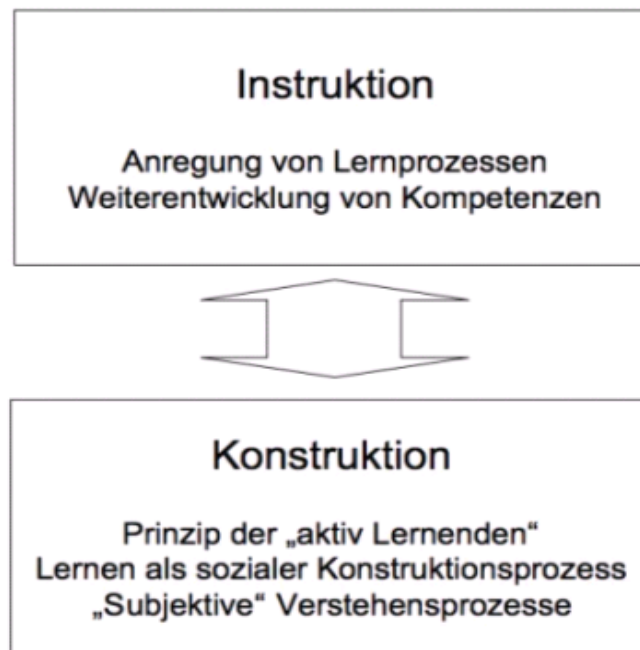 Instruktion
Anregung von Lernprozessen
Weiterentwicklung von Kompetenzen
Konstruktion
Prinzip der „aktiv Lernenden“
Lernen als sozialer Konstruktionsprozess
„Subjektive“ Verstehensprozesse